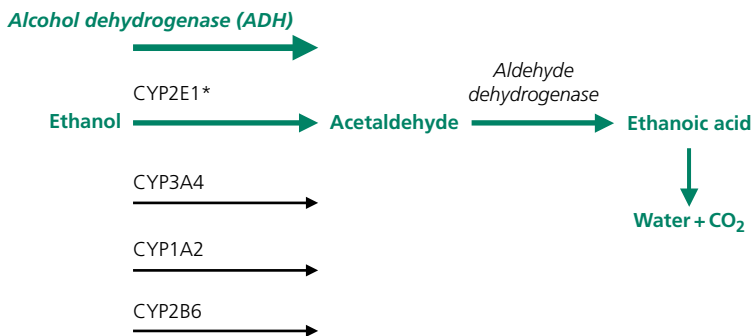 Alcohol dehydrogenase (ADH)
CYP2E1*
Aldehyde
dehydrogenase
Ethanol
Acetaldehyde
Ethanoic acid
CYP3A4
Water + CO₂
CYP1A2
CYP2B6